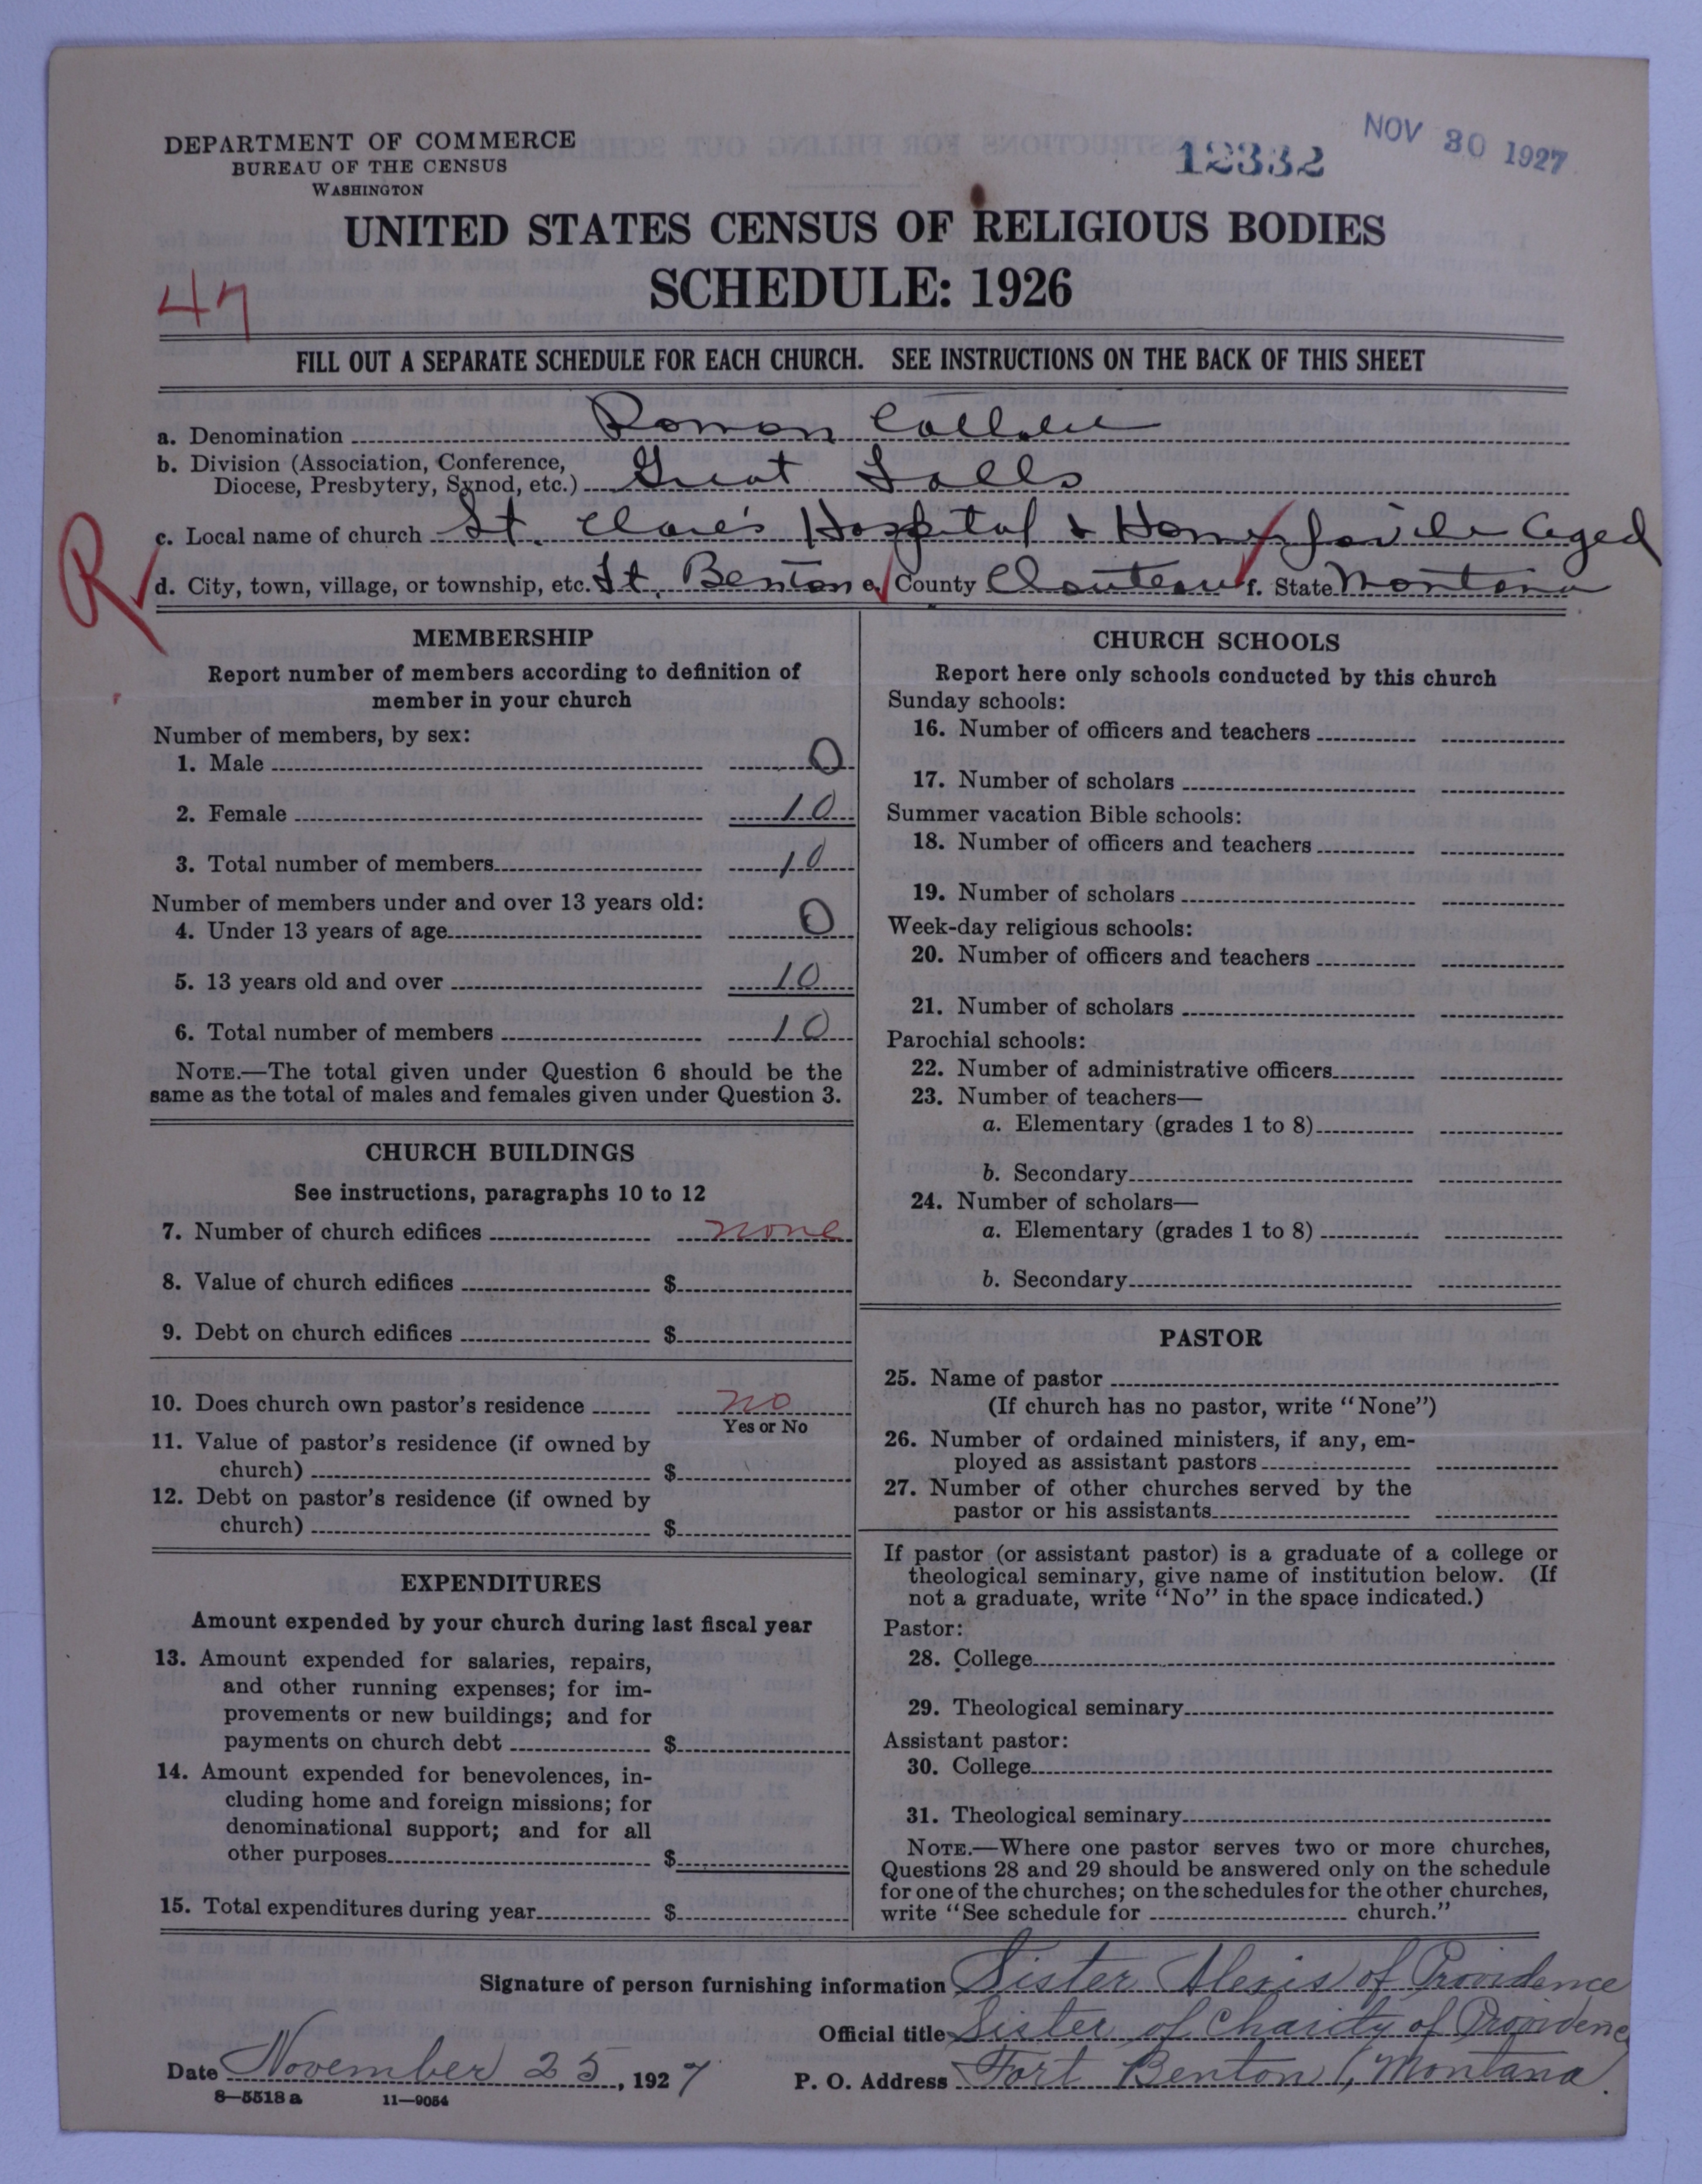 DEPARTMENT OF COMMERCE
BUREAU OF THE CENSUS
WASHINGTON
12332
NOV 30 1927
UNITED STATES CENSUS OF RELIGIOUS BODIES
SCHEDULE: 1926
47
FILL OUT A SEPARATE SCHEDULE FOR EACH CHURCH. SEE INSTRUCTIONS ON THE BACK OF THIS SHEET
a. Denomination Roman Catholic
b. Division (Association, Conference,
Diocese, Presbytery, Synod, etc.) Great Falls
c. Local name of church St. Clare's Hospital & Home for the Aged
R
d. City, town, village, or township, etc. Ft. Benton e. County Chouteau f. State Montana
MEMBERSHIP
Report number of members according to definition of
member in your church
Number of members, by sex:
1. Male 0
2. Female 10
3. Total number of members 10
Number of members under and over 13 years old:
4. Under 13 years of age 0
5. 13 years old and over 10
6. Total number of members 10
NOTE.—The total given under Question 6 should be the
same as the total of males and females given under Question 3.
CHURCH BUILDINGS
See instructions, paragraphs 10 to 12
7. Number of church edifices none
8. Value of church edifices $
9. Debt on church edifices $
10. Does church own pastor's residence no
Yes or No
11. Value of pastor's residence (if owned by
church) $
12. Debt on pastor's residence (if owned by
church) $
EXPENDITURES
Amount expended by your church during last fiscal year
13. Amount expended for salaries, repairs,
and other running expenses; for im-
provements or new buildings; and for
payments on church debt $
14. Amount expended for benevolences, in-
cluding home and foreign missions; for
denominational support; and for all
other purposes $
15. Total expenditures during year $
CHURCH SCHOOLS
Report here only schools conducted by this church
Sunday schools:
16. Number of officers and teachers
17. Number of scholars
Summer vacation Bible schools:
18. Number of officers and teachers
19. Number of scholars
Week-day religious schools:
20. Number of officers and teachers
21. Number of scholars
Parochial schools:
22. Number of administrative officers
23. Number of teachers—
a. Elementary (grades 1 to 8)
b. Secondary
24. Number of scholars—
a. Elementary (grades 1 to 8)
b. Secondary
PASTOR
25. Name of pastor
(If church has no pastor, write "None")
26. Number of ordained ministers, if any, em-
ployed as assistant pastors
27. Number of other churches served by the
pastor or his assistants
If pastor (or assistant pastor) is a graduate of a college or
theological seminary, give name of institution below. (If
not a graduate, write "No" in the space indicated.)
Pastor:
28. College
29. Theological seminary
Assistant pastor:
30. College
31. Theological seminary
NOTE.—Where one pastor serves two or more churches,
Questions 28 and 29 should be answered only on the schedule
for one of the churches; on the schedules for the other churches,
write "See schedule for church."
Signature of person furnishing information Sister Alexis of Providence
Official title Sister of Charity of Providence
Date November 25, 1927 P. O. Address Fort Benton, Montana.
8—5518a 11—9054